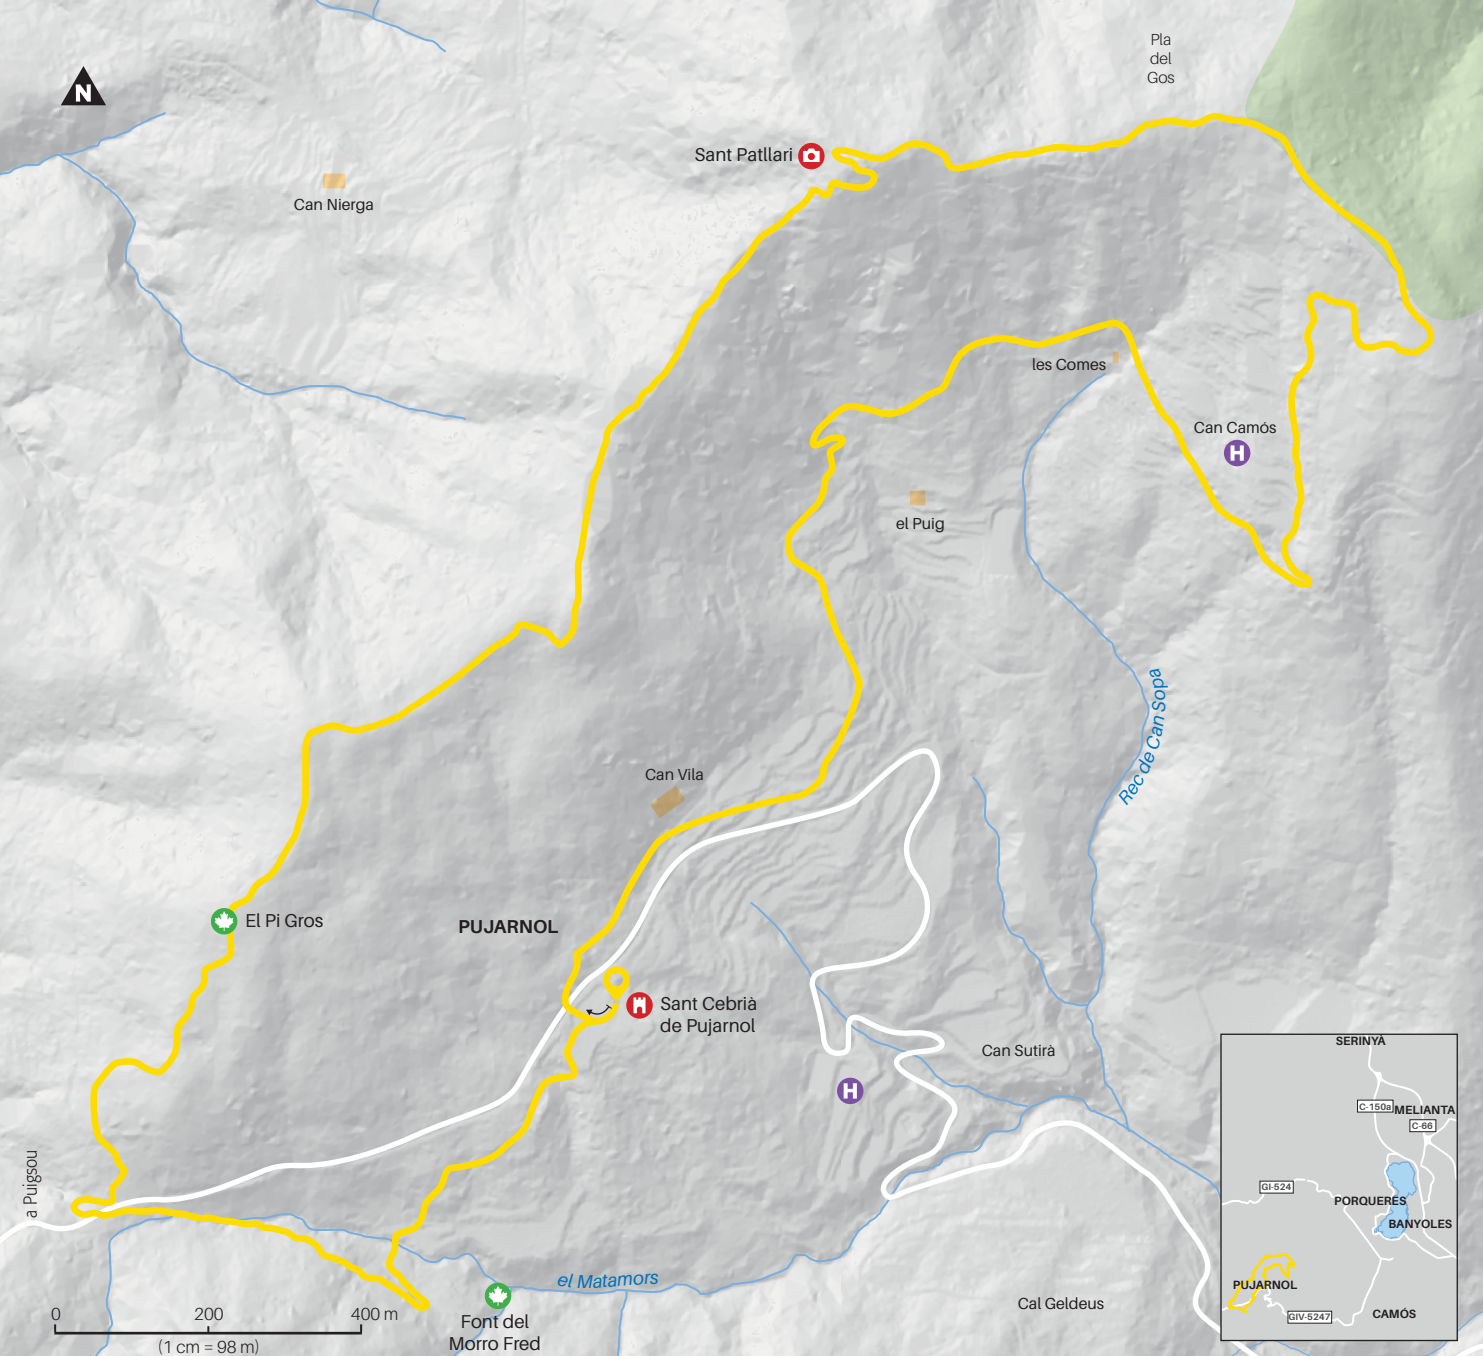 Pla
del
Gos
N
Sant Patllari
Can Nierga
les Comes
Can Camós
H
el Puig
Rec de Can Sopa
Can Vila
El Pi Gros
PUJARNOL
Sant Cebrià
de Pujarnol
Can Sutirà
H
a Puigsou
el Matamors
Cal Geldeus
Font del
Morro Fred
0 200 400 m
(1 cm = 98 m)
SERINYÀ
C-150a
MELIANTA
C-66
GI-524
PORQUERES
BANYOLES
PUJARNOL
GIV-5247
CAMÓS